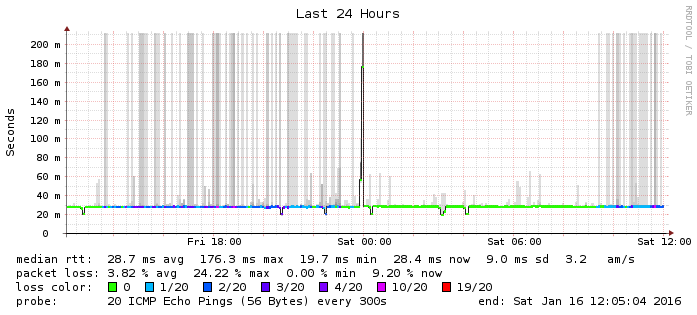 Last 24 Hours
RRDTOOL / TOBI OETIKER
Seconds
200 m
180 m
160 m
140 m
120 m
100 m
80 m
60 m
40 m
20 m
0
Fri 18:00 Sat 00:00 Sat 06:00 Sat 12:00
median rtt: 28.7 ms avg 176.3 ms max 19.7 ms min 28.4 ms now 9.0 ms sd 3.2 am/s
packet loss: 3.82 % avg 24.22 % max 0.00 % min 9.20 % now
loss color: 0 1/20 2/20 3/20 4/20 10/20 19/20
probe: 20 ICMP Echo Pings (56 Bytes) every 300s end: Sat Jan 16 12:05:04 2016